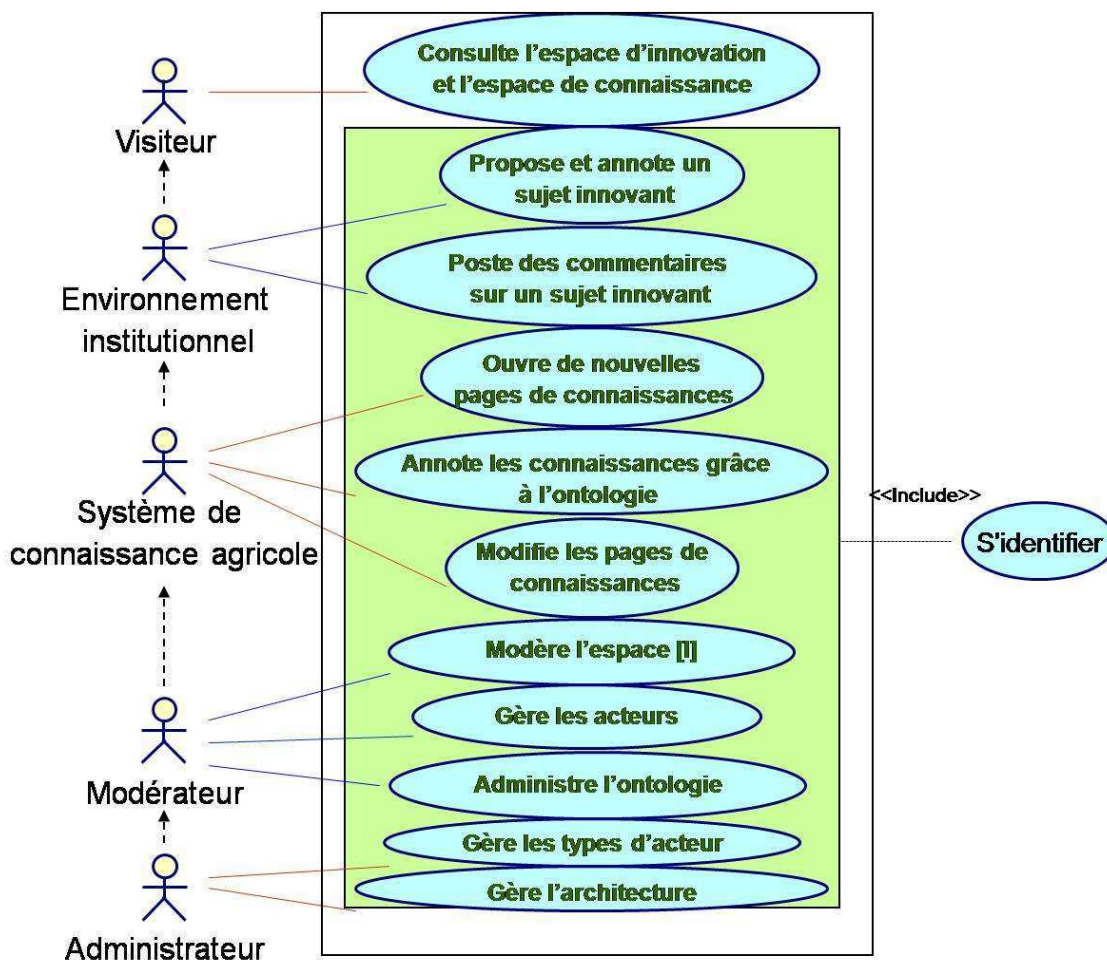 Consulte l'espace d'innovation
et l'espace de connaissance
Visiteur
Propose et annote un
sujet innovant
Environnement
institutionnel
Poste des commentaires
sur un sujet innovant
Ouvre de nouvelles
pages de connaissances
Système de
connaissance agricole
Annote les connaissances grâce
à l'ontologie
<<Include>>
S'identifier
Modifie les pages de
connaissances
Modère l'espace [I]
Modérateur
Gère les acteurs
Administre l'ontologie
Gère les types d'acteur
Gère l'architecture
Administrateur